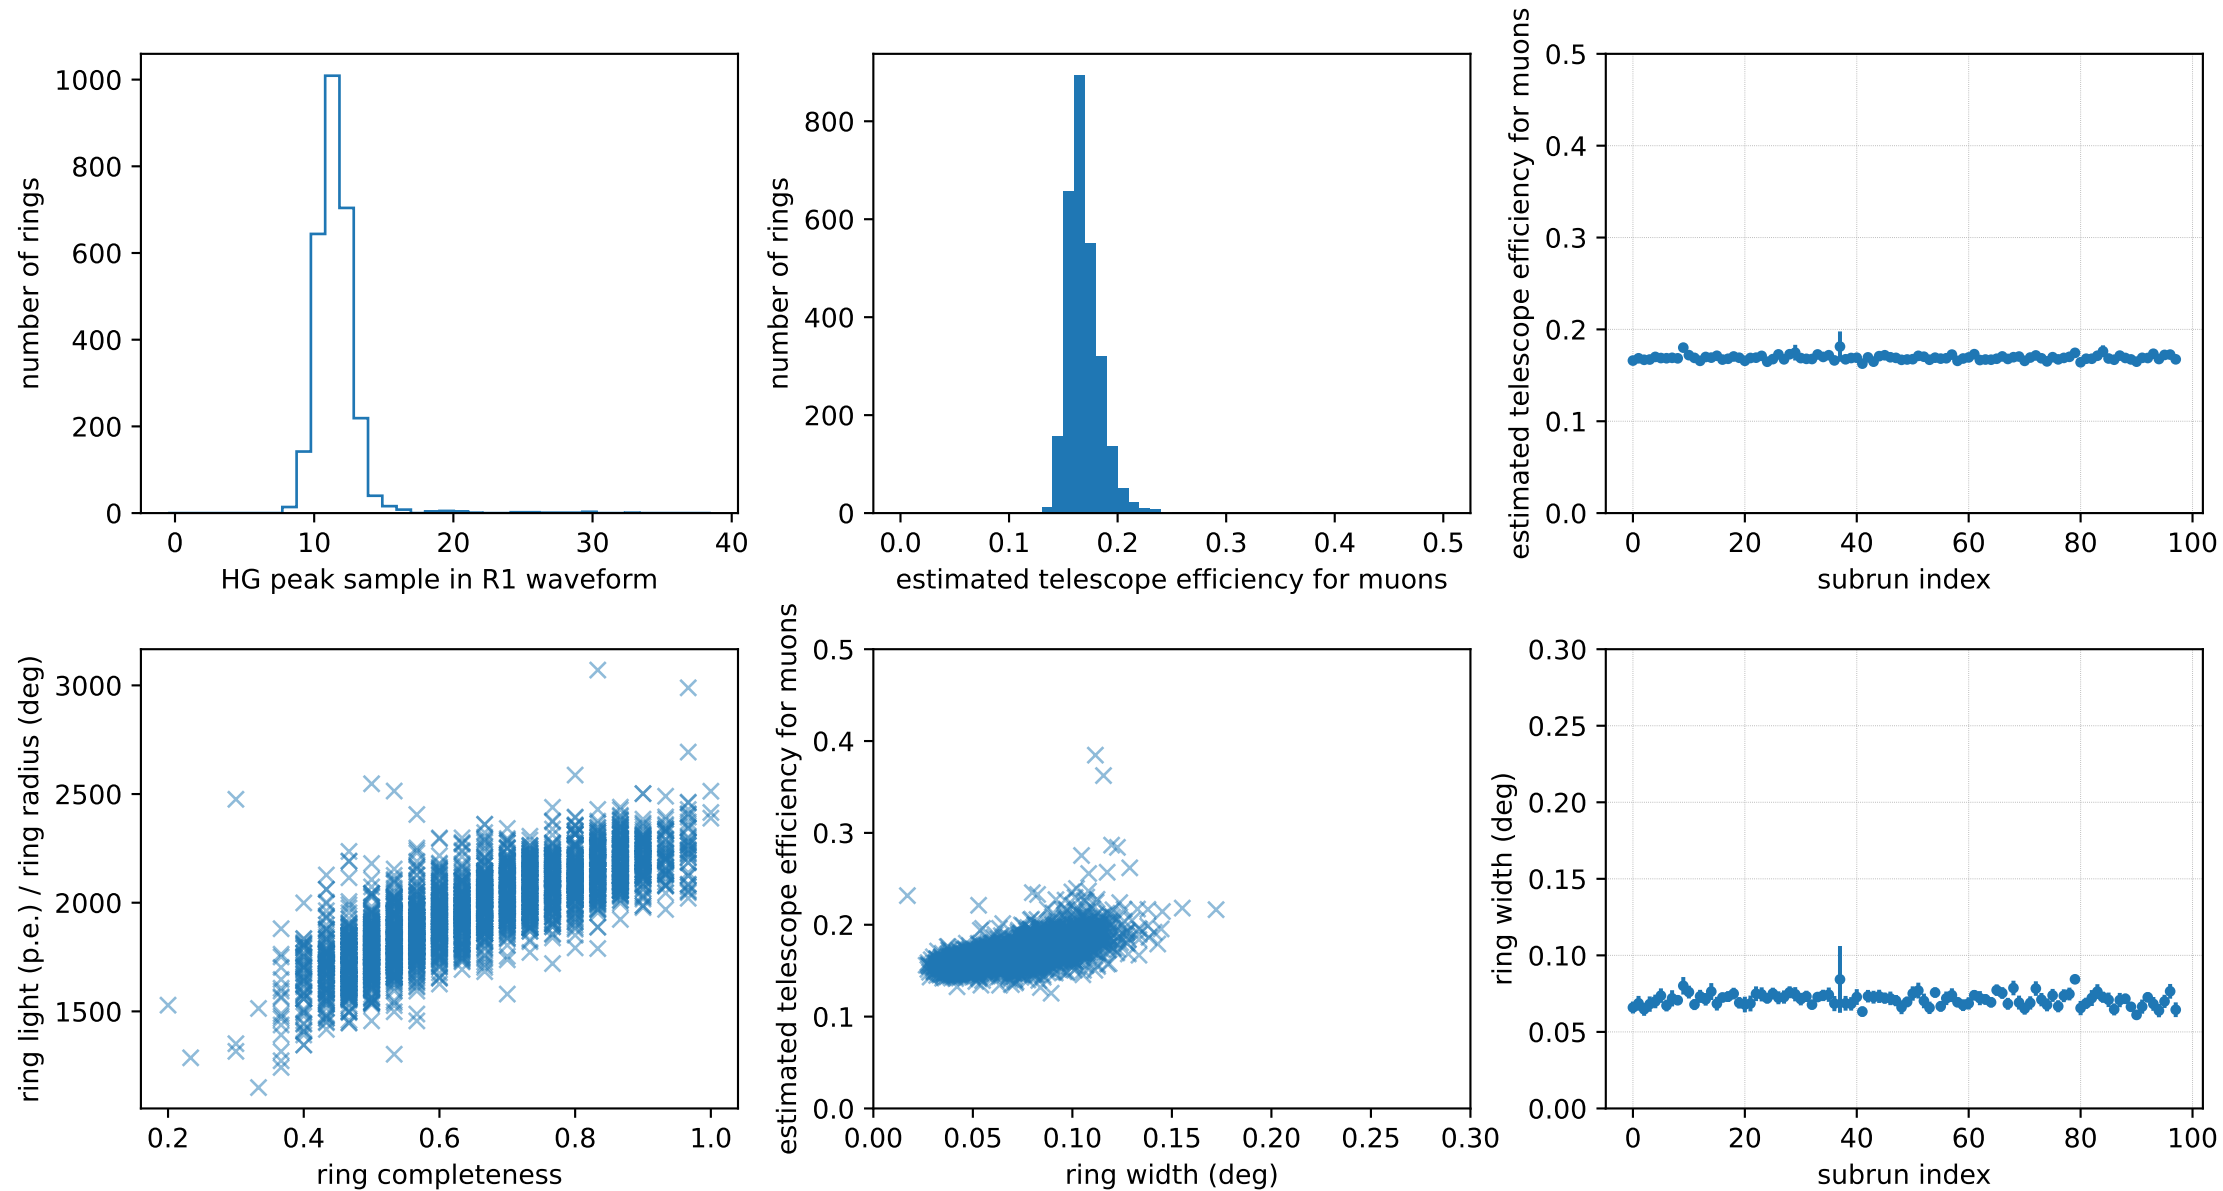 1000
800
600
400
200
0
number of rings
0 10 20 30 40
HG peak sample in R1 waveform
800
600
400
200
0
number of rings
0.0 0.1 0.2 0.3 0.4 0.5
estimated telescope efficiency for muons
0.5
0.4
0.3
0.2
0.1
0.0
estimated telescope efficiency for muons
0 20 40 60 80 100
subrun index
3000
2500
2000
1500
ring light (p.e.) / ring radius (deg)
0.2 0.4 0.6 0.8 1.0
ring completeness
0.5
0.4
0.3
0.2
0.1
0.0
estimated telescope efficiency for muons
0.00 0.05 0.10 0.15 0.20 0.25 0.30
ring width (deg)
0.30
0.25
0.20
0.15
0.10
0.05
0.00
ring width (deg)
0 20 40 60 80 100
subrun index